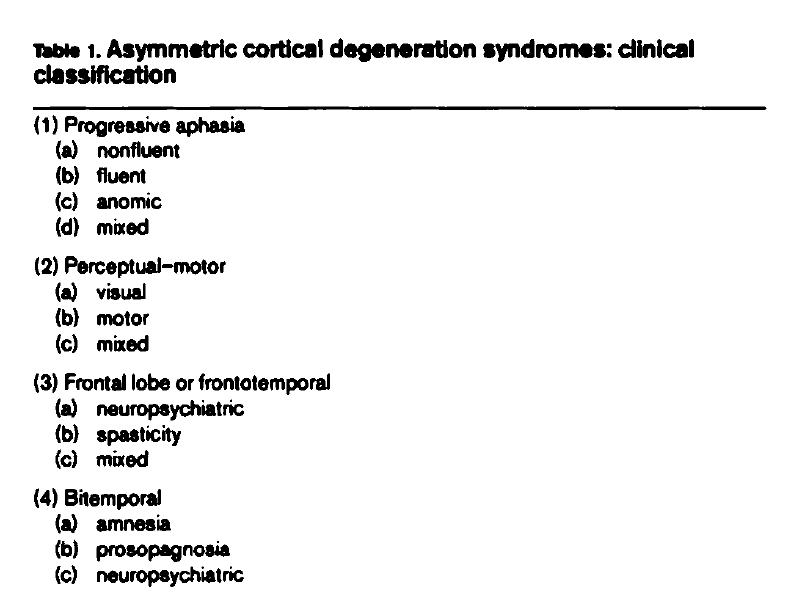 Table 1. Asymmetric cortical degeneration syndromes: clinical
classification
(1) Progressive aphasia
(a) nonfluent
(b) fluent
(c) anomic
(d) mixed
(2) Perceptual-motor
(a) visual
(b) motor
(c) mixed
(3) Frontal lobe or frontotemporal
(a) neuropsychiatric
(b) spasticity
(c) mixed
(4) Bitemporal
(a) amnesia
(b) prosopagnosia
(c) neuropsychiatric